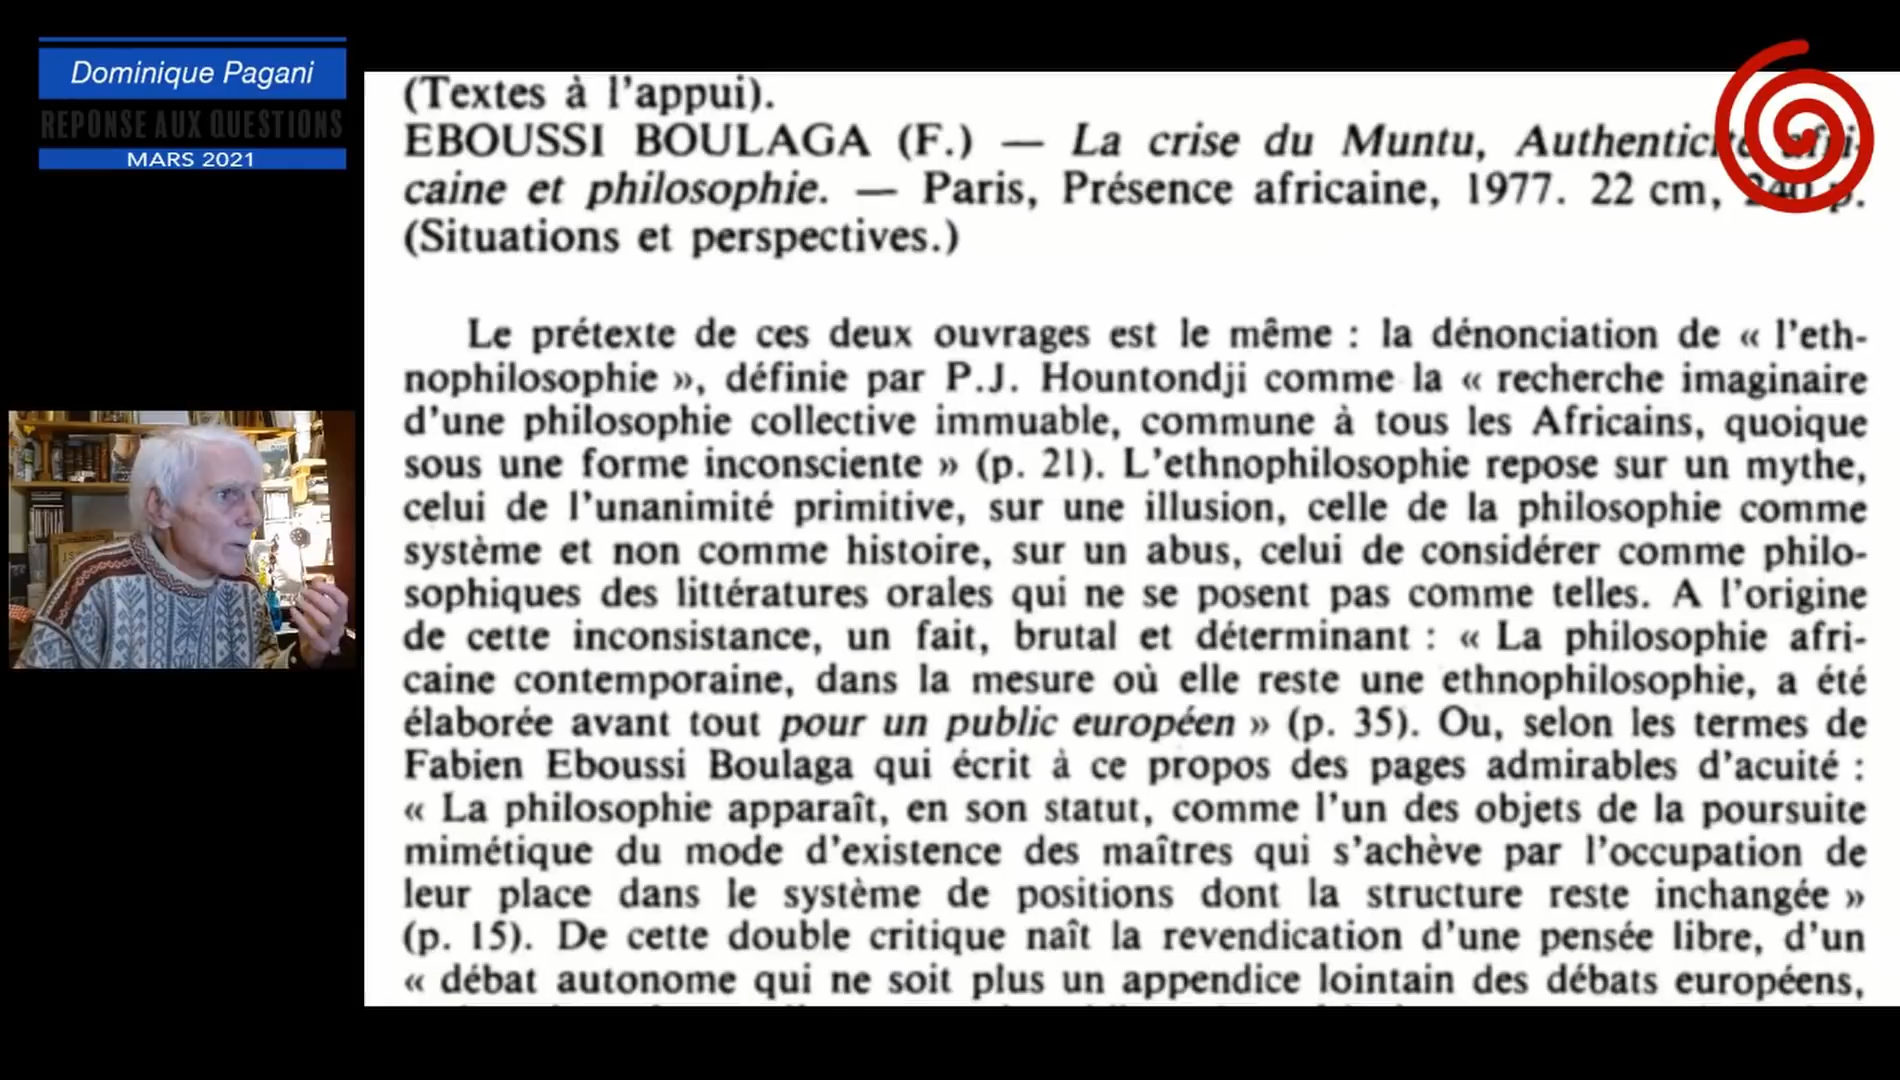 Dominique Pagani
REPONSE AUX QUESTIONS
MARS 2021
(Textes à l'appui).
EBOUSSI BOULAGA (F.) — La crise du Muntu, Authenticité afri-
caine et philosophie. — Paris, Présence africaine, 1977. 22 cm, 240 p.
(Situations et perspectives.)
Le prétexte de ces deux ouvrages est le même : la dénonciation de « l'eth-
nophilosophie », définie par P.J. Hountondji comme la « recherche imaginaire
d'une philosophie collective immuable, commune à tous les Africains, quoique
sous une forme inconsciente » (p. 21). L'ethnophilosophie repose sur un mythe,
celui de l'unanimité primitive, sur une illusion, celle de la philosophie comme
système et non comme histoire, sur un abus, celui de considérer comme philo-
sophiques des littératures orales qui ne se posent pas comme telles. A l'origine
de cette inconsistance, un fait, brutal et déterminant : « La philosophie afri-
caine contemporaine, dans la mesure où elle reste une ethnophilosophie, a été
élaborée avant tout pour un public européen » (p. 35). Ou, selon les termes de
Fabien Eboussi Boulaga qui écrit à ce propos des pages admirables d'acuité :
« La philosophie apparaît, en son statut, comme l'un des objets de la poursuite
mimétique du mode d'existence des maîtres qui s'achève par l'occupation de
leur place dans le système de positions dont la structure reste inchangée »
(p. 15). De cette double critique naît la revendication d'une pensée libre, d'un
« débat autonome qui ne soit plus un appendice lointain des débats européens,